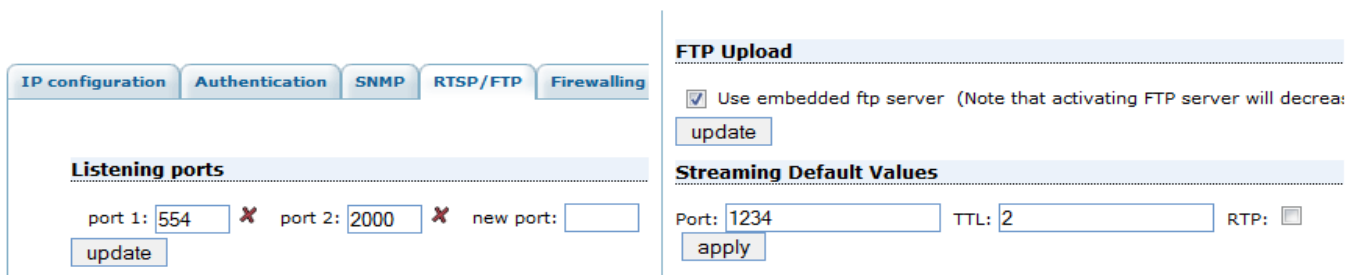 IP configuration Authentication SNMP RTSP/FTP Firewalling
Listening ports
port 1: 554 port 2: 2000 new port:
update
FTP Upload
Use embedded ftp server (Note that activating FTP server will decrea
update
Streaming Default Values
Port: 1234 TTL: 2 RTP:
apply